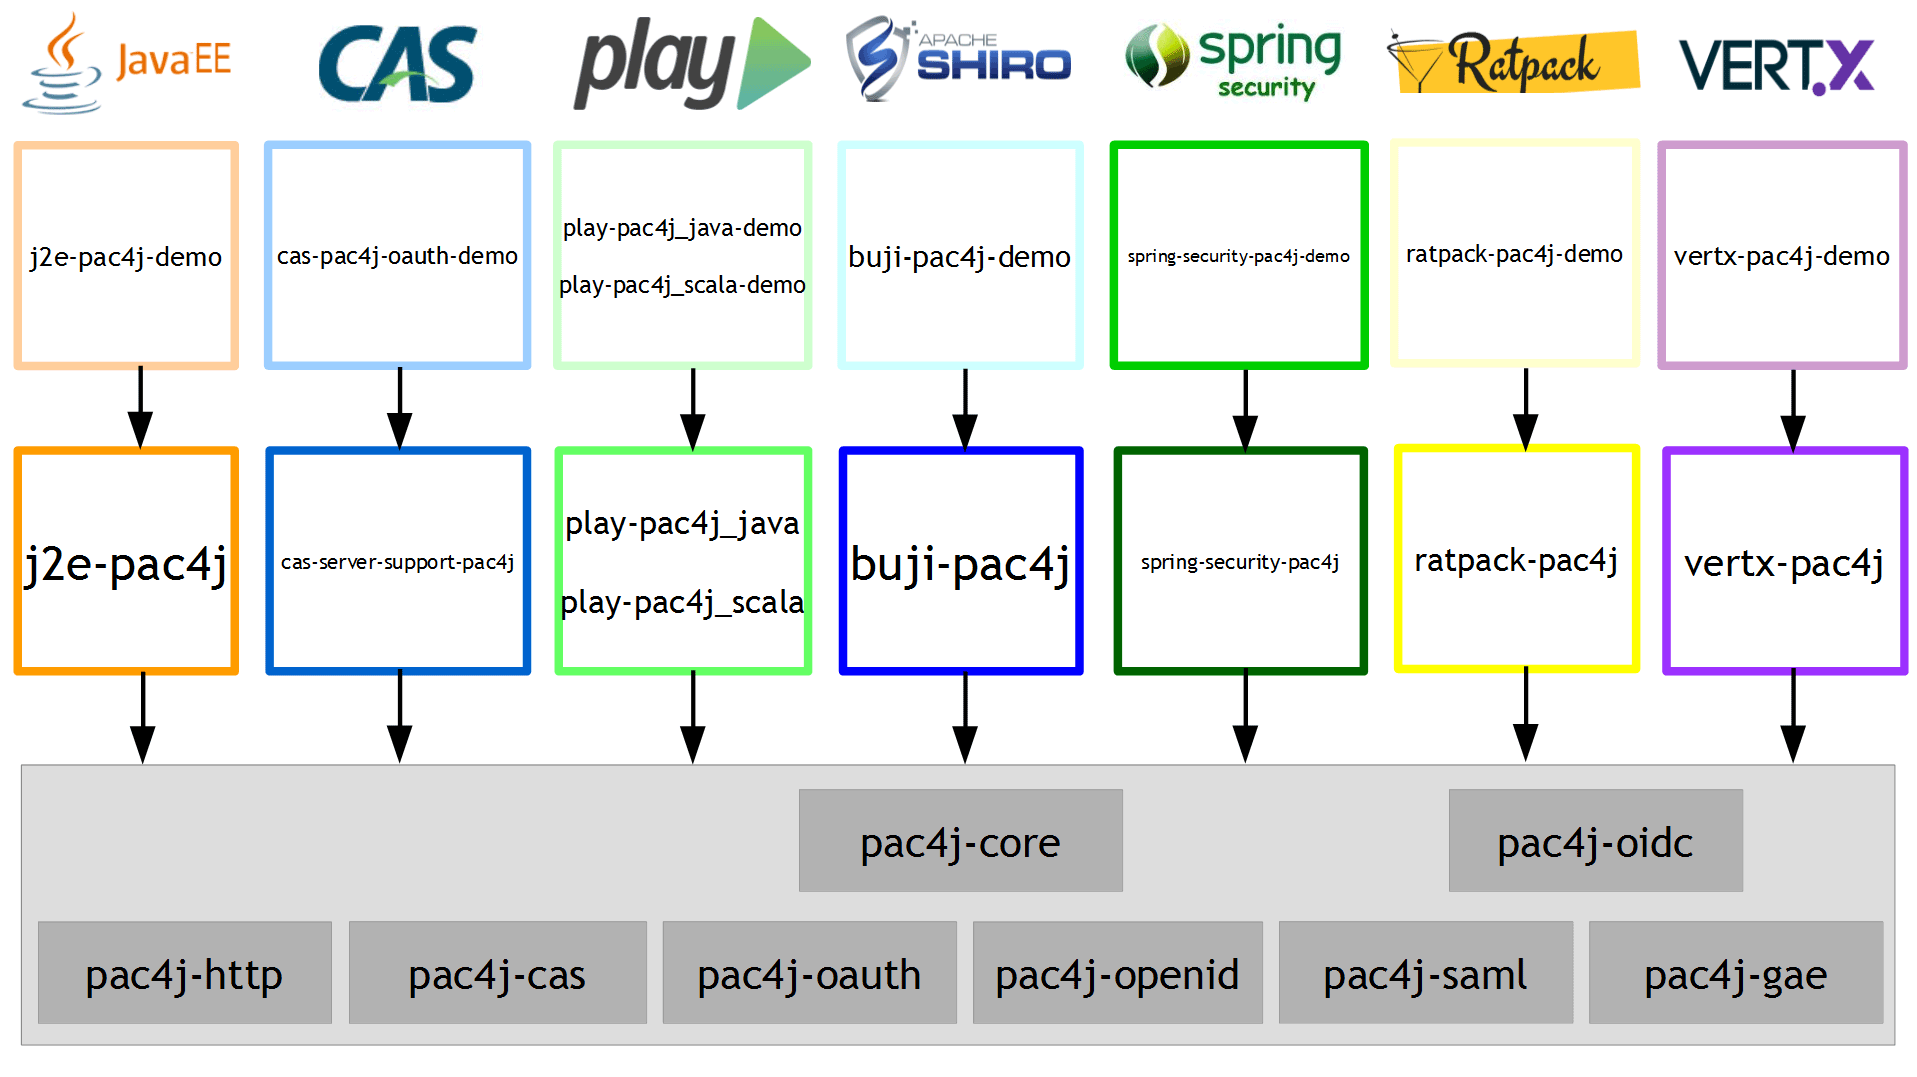 JavaEE
CAS
play
APACHE
SHIRO
spring
security
Ratpack
VERT.X
j2e-pac4j-demo
cas-pac4j-oauth-demo
play-pac4j_java-demo
play-pac4j_scala-demo
buji-pac4j-demo
spring-security-pac4j-demo
ratpack-pac4j-demo
vertx-pac4j-demo
j2e-pac4j
cas-server-support-pac4j
play-pac4j_java
play-pac4j_scala
buji-pac4j
spring-security-pac4j
ratpack-pac4j
vertx-pac4j
pac4j-core
pac4j-oidc
pac4j-http
pac4j-cas
pac4j-oauth
pac4j-openid
pac4j-saml
pac4j-gae